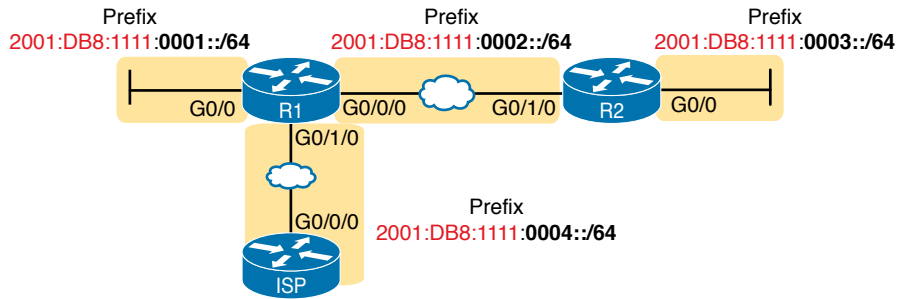 Prefix
2001:DB8:1111:0001::/64
Prefix
2001:DB8:1111:0002::/64
Prefix
2001:DB8:1111:0003::/64
G0/0
R1
G0/0/0
G0/1/0
R2
G0/0
G0/1/0
G0/0/0
Prefix
2001:DB8:1111:0004::/64
ISP